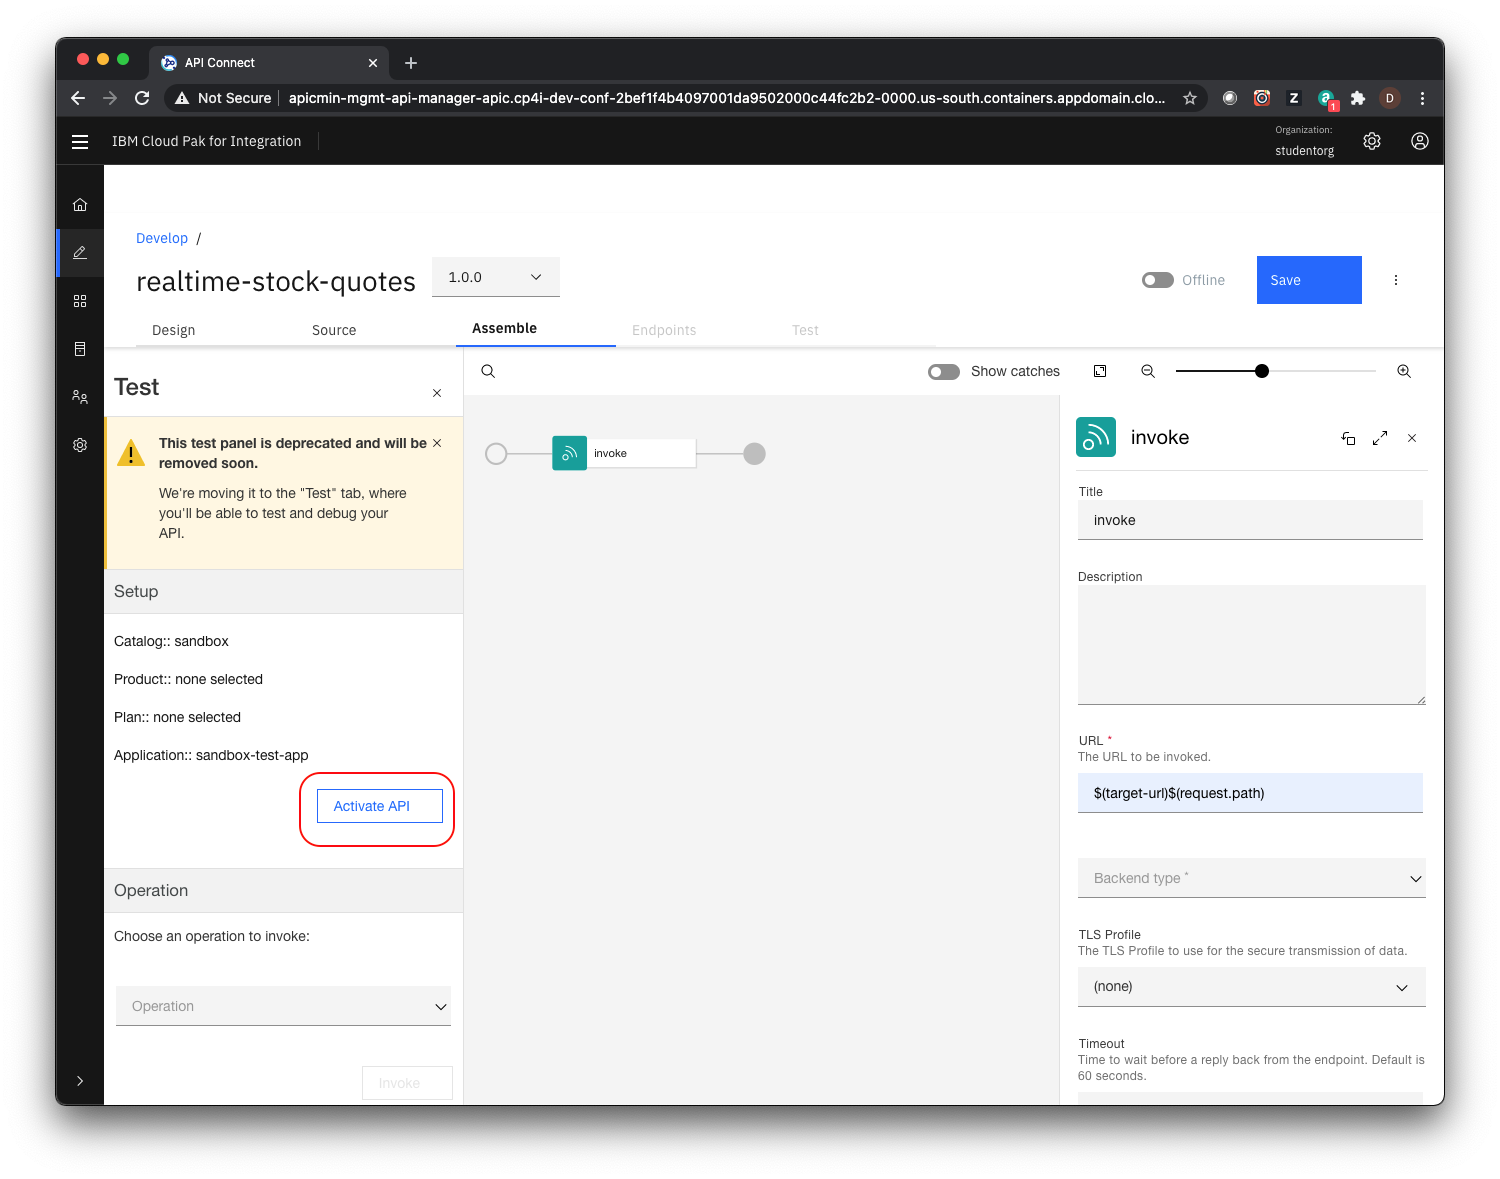 API Connect
Not Secure
apicmin-mgmt-api-manager-apic.cp4i-dev-conf-2bef1f4b4097001da9502000c44fc2b2-0000.us-south.containers.appdomain.clo...
Z
1
D
IBM Cloud Pak for Integration
Organization:
studentorg
Develop /
realtime-stock-quotes
1.0.0
Offline
Save
Design
Source
Assemble
Endpoints
Test
Test
Show catches
This test panel is deprecated and will be
removed soon.
We're moving it to the "Test" tab, where
you'll be able to test and debug your
API.
Setup
Catalog:: sandbox
Product:: none selected
Plan:: none selected
Application:: sandbox-test-app
Activate API
Operation
Choose an operation to invoke:
Operation
Invoke
invoke
invoke
Title
invoke
Description
URL *
The URL to be invoked.
$(target-url)$(request.path)
Backend type *
TLS Profile
The TLS Profile to use for the secure transmission of data.
(none)
Timeout
Time to wait before a reply back from the endpoint. Default is
60 seconds.